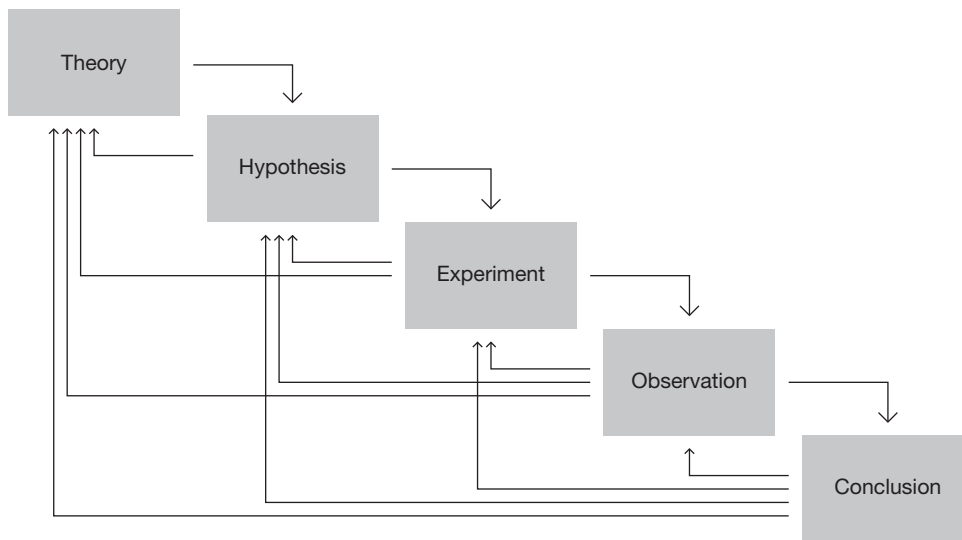 Theory
Hypothesis
Experiment
Observation
Conclusion